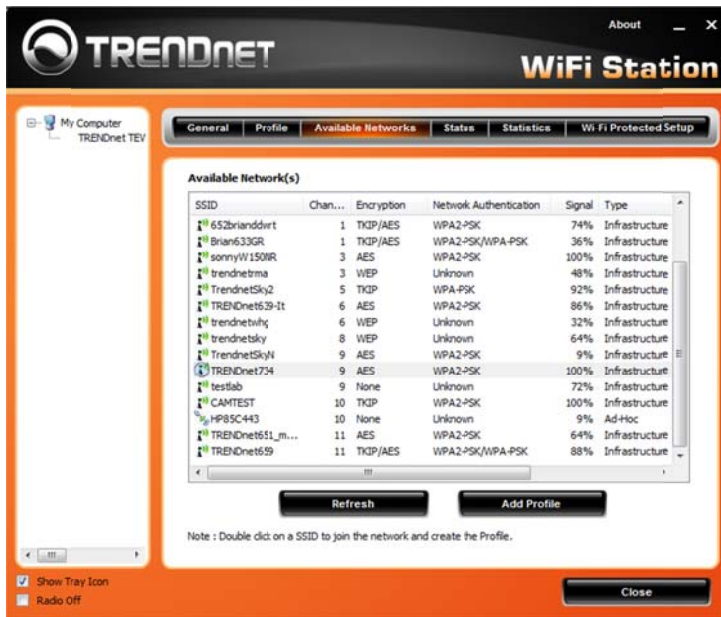 About
TRENDNET
WiFi Station
My Computer
TRENDnet TEW
General Profile Available Networks Status Statistics Wi-Fi Protected Setup
Available Network(s)
SSID Chan... Encryption Network Authentication Signal Type
652brianddwrt 1 TKIP/AES WPA2-PSK 74% Infrastructure
Brian633GR 1 TKIP/AES WPA2-PSK/WPA-PSK 36% Infrastructure
sonnyW150NR 3 AES WPA2-PSK 100% Infrastructure
trendnetrma 3 WEP Unknown 48% Infrastructure
TrendnetSky2 5 TKIP WPA-PSK 92% Infrastructure
TRENDnet639-It 6 AES WPA2-PSK 86% Infrastructure
trendnetwhq 6 WEP Unknown 32% Infrastructure
trendnetsky 8 WEP Unknown 64% Infrastructure
TrendnetSkyN 9 AES WPA2-PSK 9% Infrastructure
TRENDnet734 9 AES WPA2-PSK 100% Infrastructure
testlab 9 None Unknown 72% Infrastructure
CAMTEST 10 TKIP WPA2-PSK 100% Infrastructure
HP85C443 10 None Unknown 9% Ad-Hoc
TRENDnet651_m... 11 AES WPA2-PSK 64% Infrastructure
TRENDnet659 11 TKIP/AES WPA2-PSK/WPA-PSK 88% Infrastructure
Refresh Add Profile
Note : Double click on a SSID to join the network and create the Profile.
Show Tray Icon
Radio Off
Close